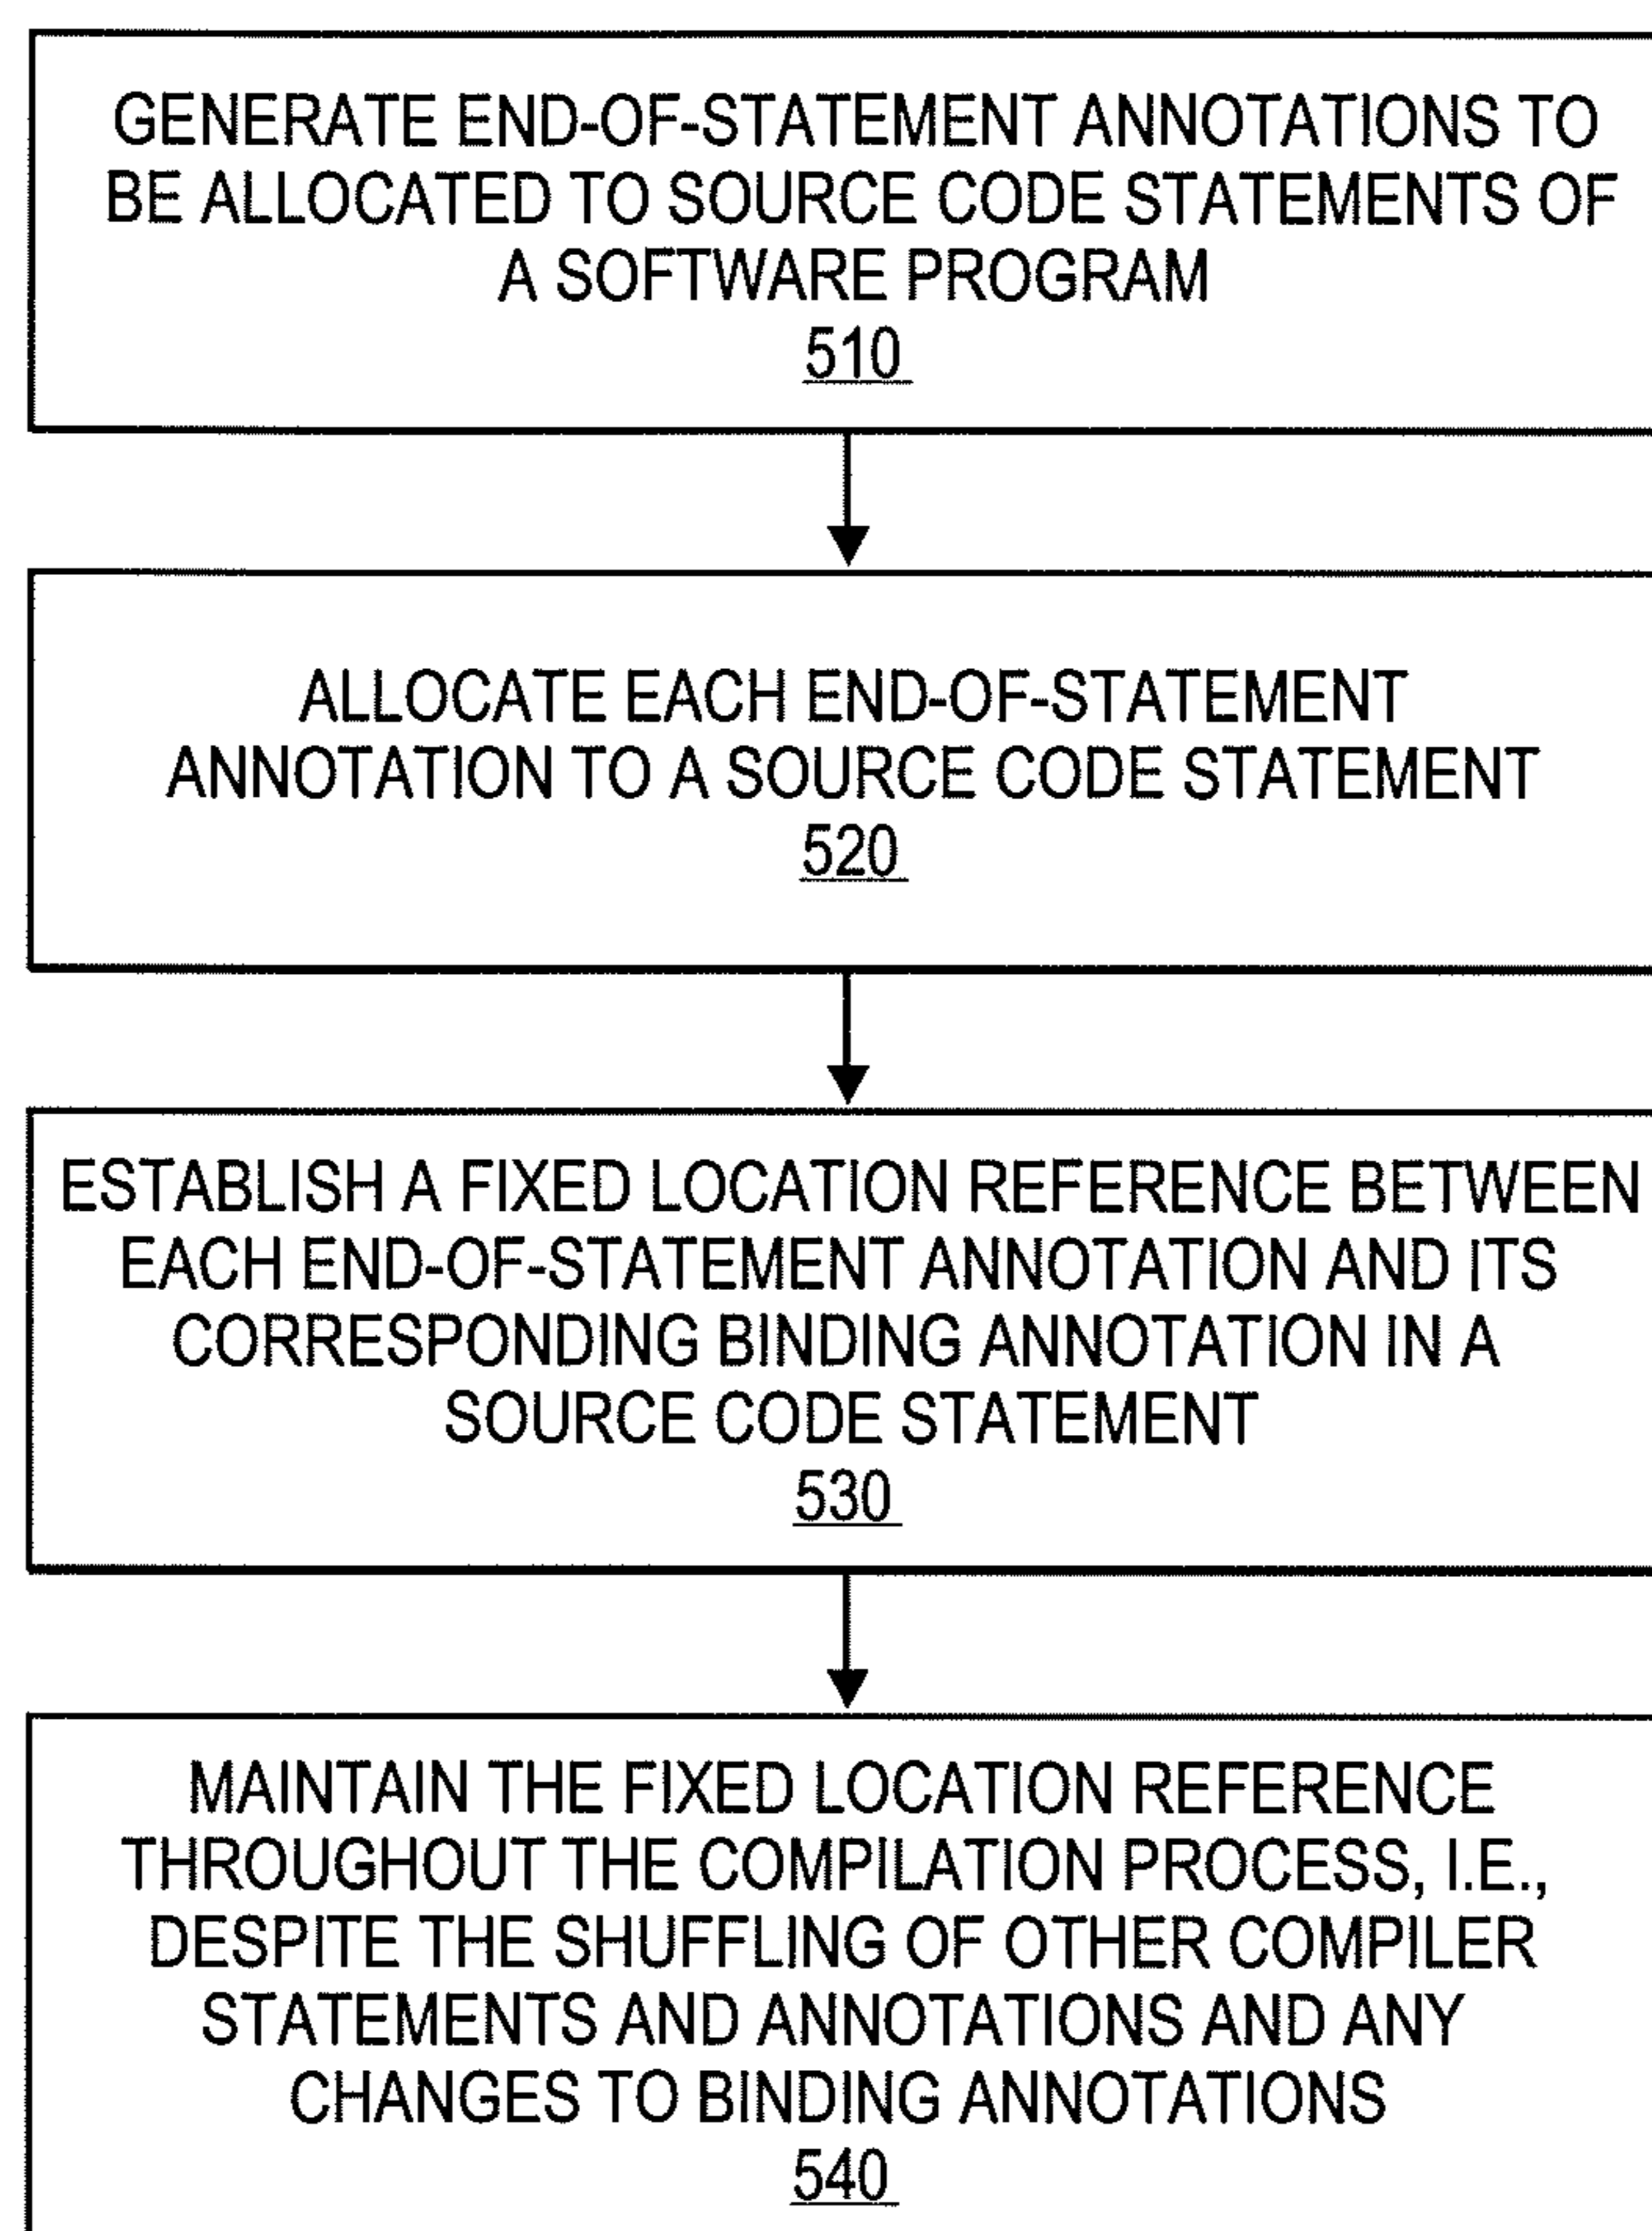 GENERATE END-OF-STATEMENT ANNOTATIONS TO
BE ALLOCATED TO SOURCE CODE STATEMENTS OF
A SOFTWARE PROGRAM
510
ALLOCATE EACH END-OF-STATEMENT
ANNOTATION TO A SOURCE CODE STATEMENT
520
ESTABLISH A FIXED LOCATION REFERENCE BETWEEN
EACH END-OF-STATEMENT ANNOTATION AND ITS
CORRESPONDING BINDING ANNOTATION IN A
SOURCE CODE STATEMENT
530
MAINTAIN THE FIXED LOCATION REFERENCE
THROUGHOUT THE COMPILATION PROCESS, I.E.,
DESPITE THE SHUFFLING OF OTHER COMPILER
STATEMENTS AND ANNOTATIONS AND ANY
CHANGES TO BINDING ANNOTATIONS
540